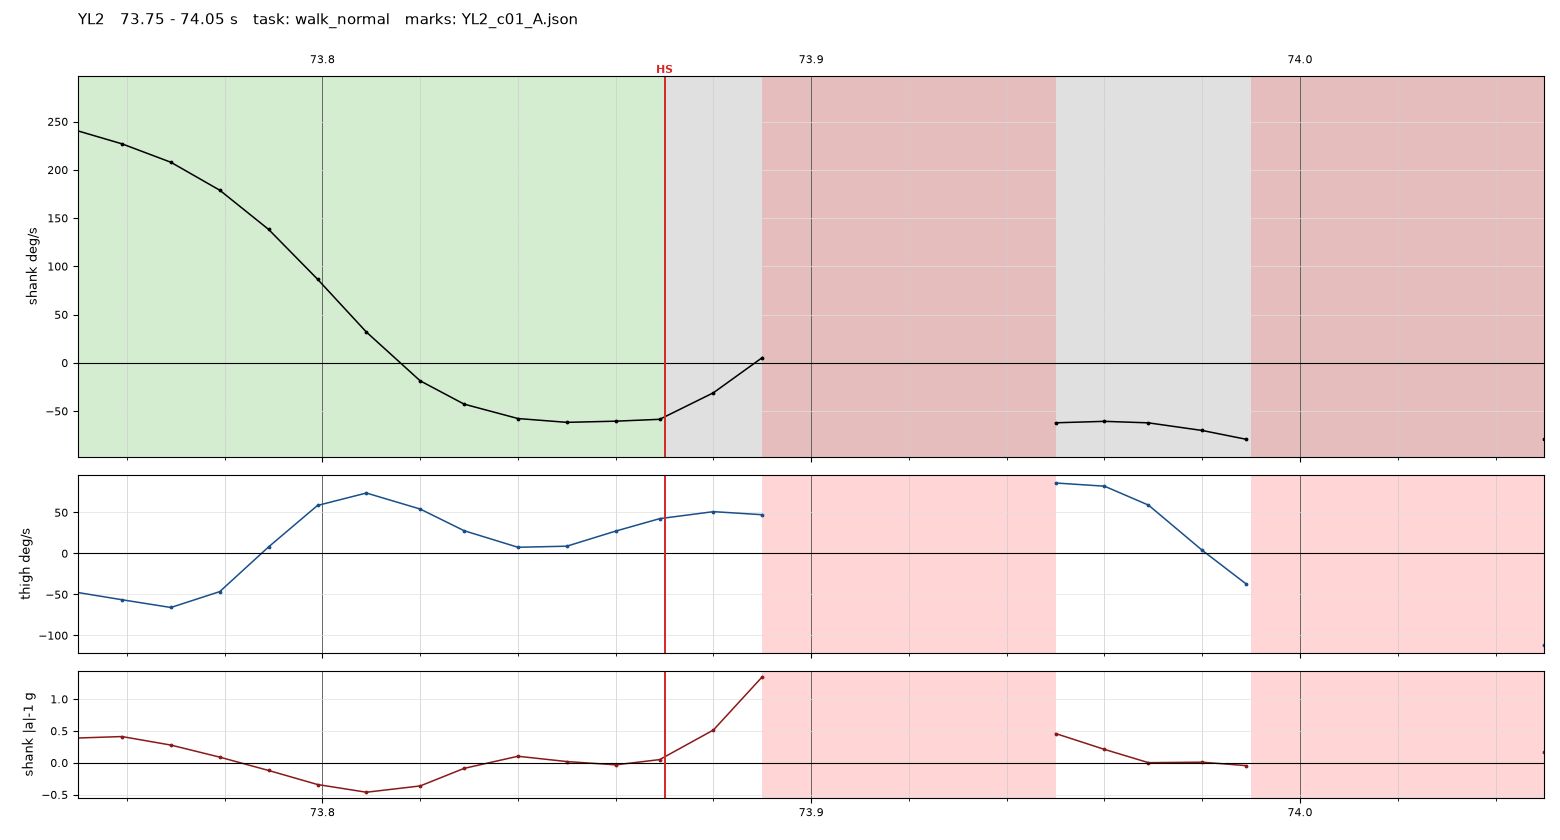 YL2   73.75 - 74.05 s   task: walk_normal   marks: YL2_c01_A.json
73.8 73.9 74.0
HS
shank deg/s
250
200
150
100
50
0
−50
thigh deg/s
50
0
−50
−100
shank |a|-1 g
1.0
0.5
0.0
−0.5
73.8 73.9 74.0